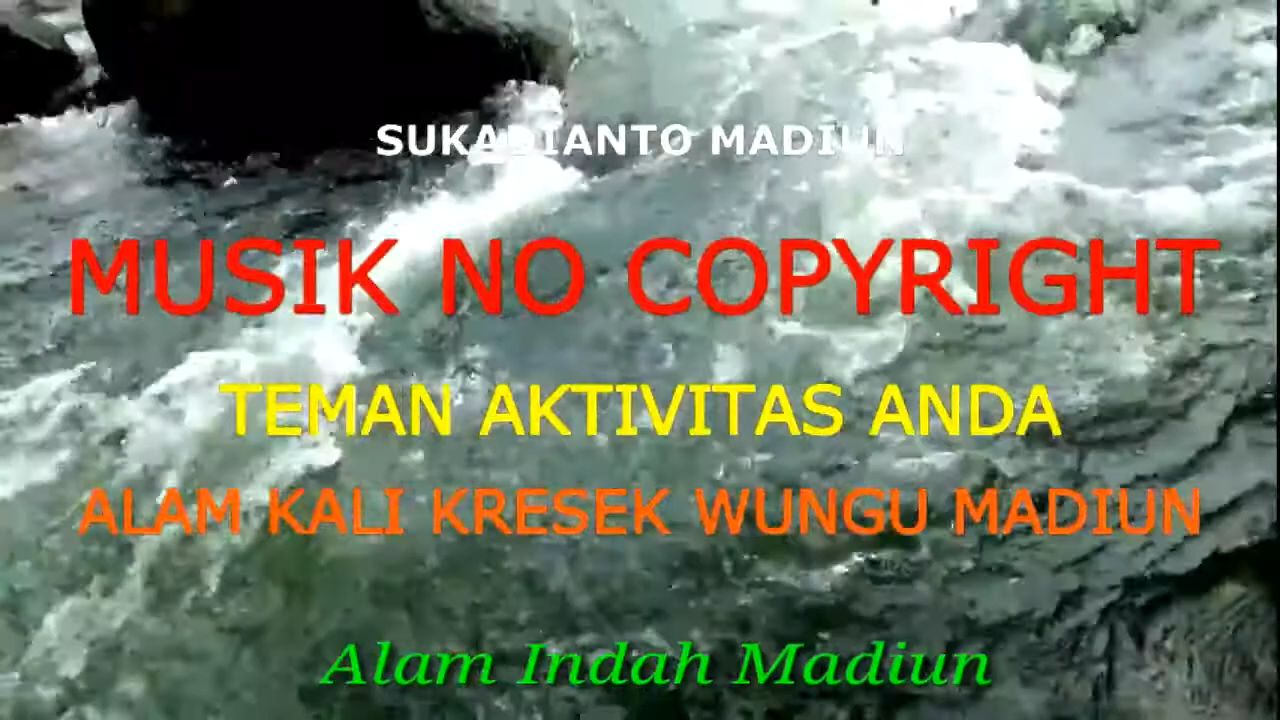 SUKADIANTO MADIUN
MUSIK NO COPYRIGHT
TEMAN AKTIVITAS ANDA
ALAM KALI KRESEK WUNGU MADIUN
Alam Indah Madiun